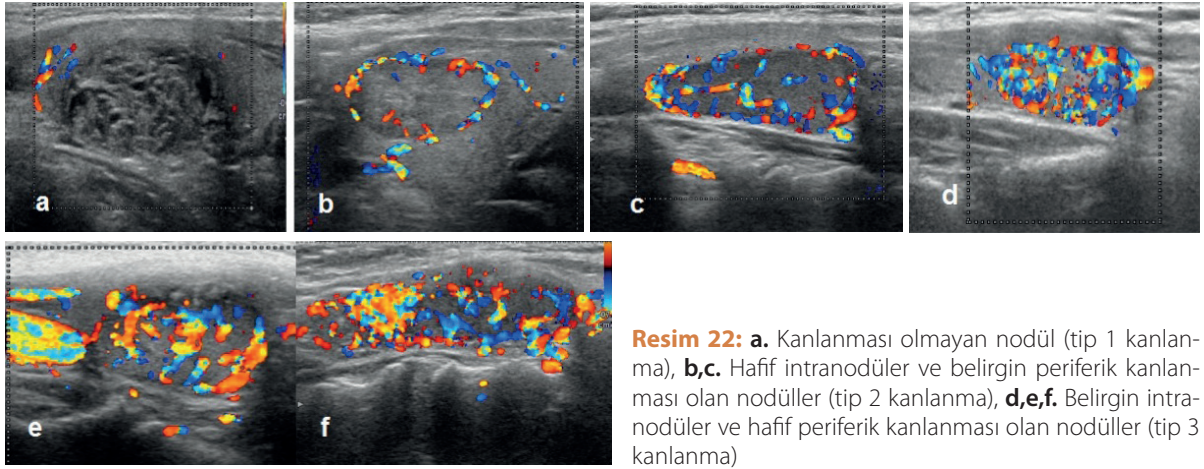 a
b
c
d
e
f
Resim 22: a. Kanlanması olmayan nodül (tip 1 kanlan-
ma), b,c. Hafif intranodüler ve belirgin periferik kanlan-
ması olan nodüller (tip 2 kanlanma), d,e,f. Belirgin intra-
nodüler ve hafif periferik kanlanması olan nodüller (tip 3
kanlanma)